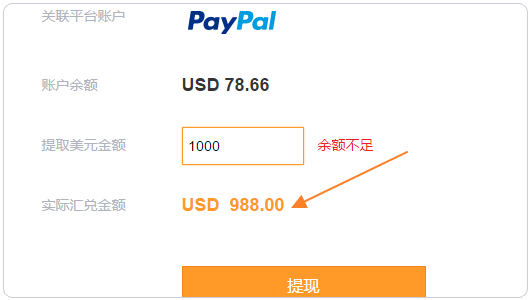 关联平台账户 PayPal
账户余额 USD 78.66
提取美元金额 1000 余额不足
实际汇兑金额 USD 988.00
提现